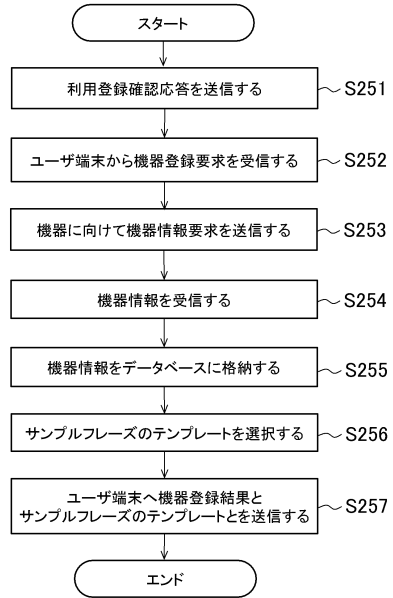 スタート
利用登録確認応答を送信する
S251
ユーザ端末から機器登録要求を受信する
S252
機器に向けて機器情報要求を送信する
S253
機器情報を受信する
S254
機器情報をデータベースに格納する
S255
サンプルフレーズのテンプレートを選択する
S256
ユーザ端末へ機器登録結果と
サンプルフレーズのテンプレートとを送信する
S257
エンド